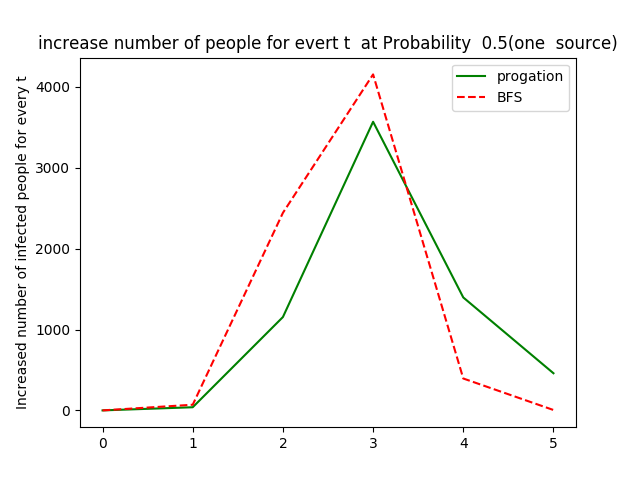 increase number of people for evert t at Probability 0.5(one source)
progation
BFS
Increased number of infected people for every t
4000
3000
2000
1000
0
0 1 2 3 4 5